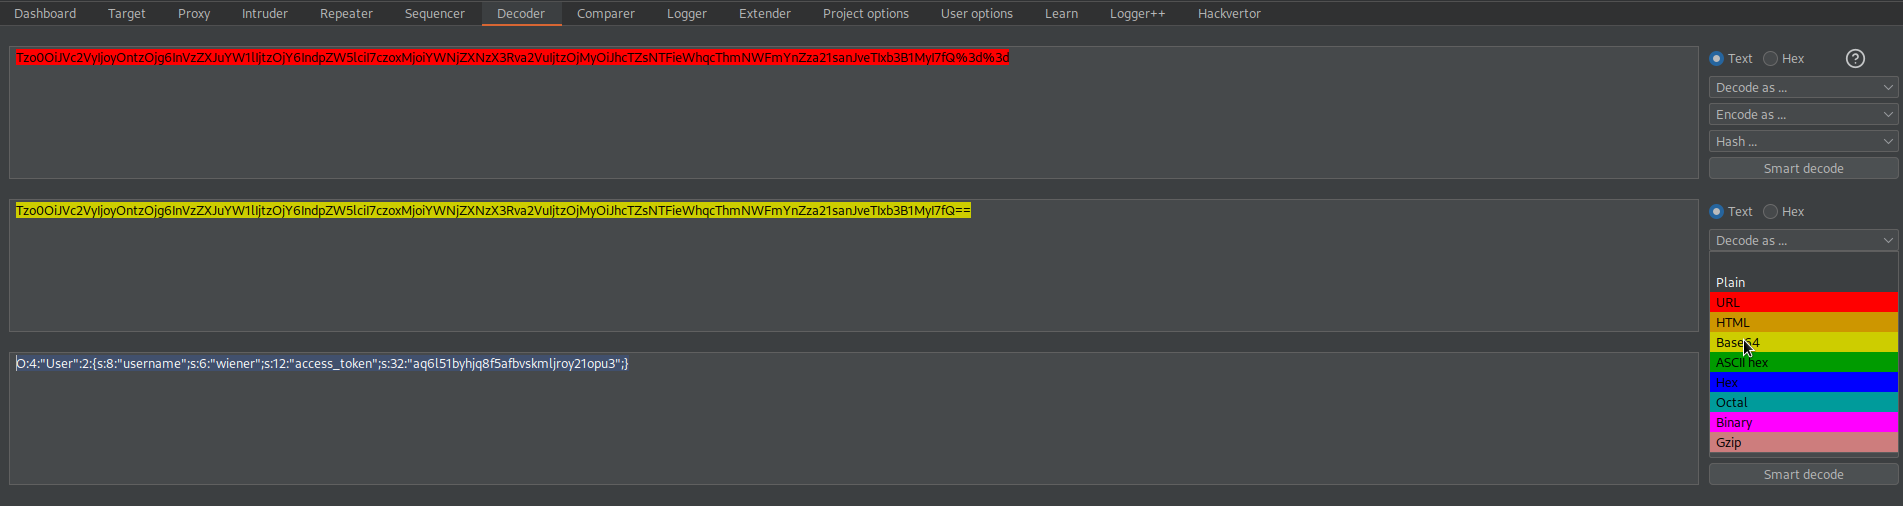 Dashboard Target Proxy Intruder Repeater Sequencer Decoder Comparer Logger Extender Project options User options Learn Logger++ Hackvertor
Tzo0OiJVc2VyIjoyOntzOjg6InVzZXJuYW1lIjtzOjY6IndpZW5lciI7czoxMjoiYWNjZXNzX3Rva2VuIjtzOjMyOiJhcTZsNTFieWhqcThmNWFmYnZza21sanJveTIxb3B1MyI7fQ%3d%3d
Text Hex ?
Decode as ...
Encode as ...
Hash ...
Smart decode
Tzo0OiJVc2VyIjoyOntzOjg6InVzZXJuYW1lIjtzOjY6IndpZW5lciI7czoxMjoiYWNjZXNzX3Rva2VuIjtzOjMyOiJhcTZsNTFieWhqcThmNWFmYnZza21sanJveTIxb3B1MyI7fQ==
Text Hex
Decode as ...
Plain
URL
HTML
Base64
ASCII hex
Hex
Octal
Binary
Gzip
O:4:"User":2:{s:8:"username";s:6:"wiener";s:12:"access_token";s:32:"aq6l51byhjq8f5afbvskmljroy21opu3";}
Smart decode